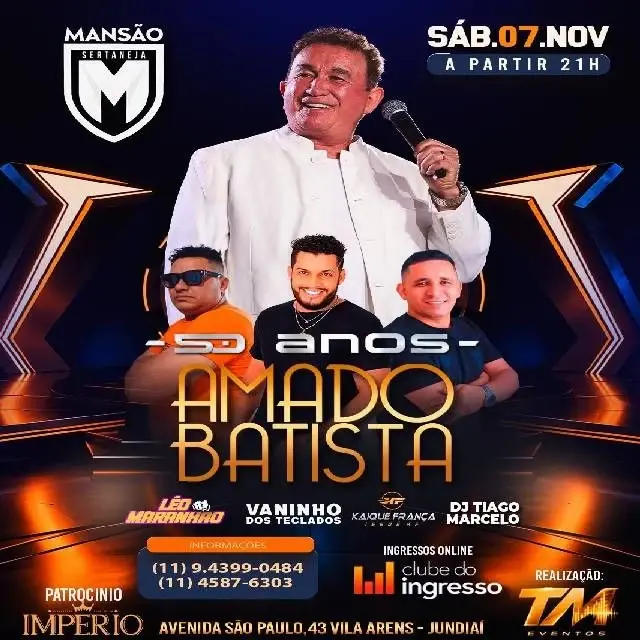 MANSÃO
SERTANEJA
M
SÁB.07.NOV
A PARTIR 21H
-50 anos-
AMADO
BATISTA
LÉO
MARANHÃO
VANINHO
DOS TECLADOS
KAIQUE FRANÇA
DJ TIAGO
MARCELO
INFORMAÇÕES
(11) 9.4399-0484
(11) 4587-6303
INGRESSOS ONLINE
clube do
ingresso
REALIZAÇÃO:
TM
EVENTOS
PATROCINIO
IMPÉRIO
AVENIDA SÃO PAULO,43 VILA ARENS - JUNDIAÍ